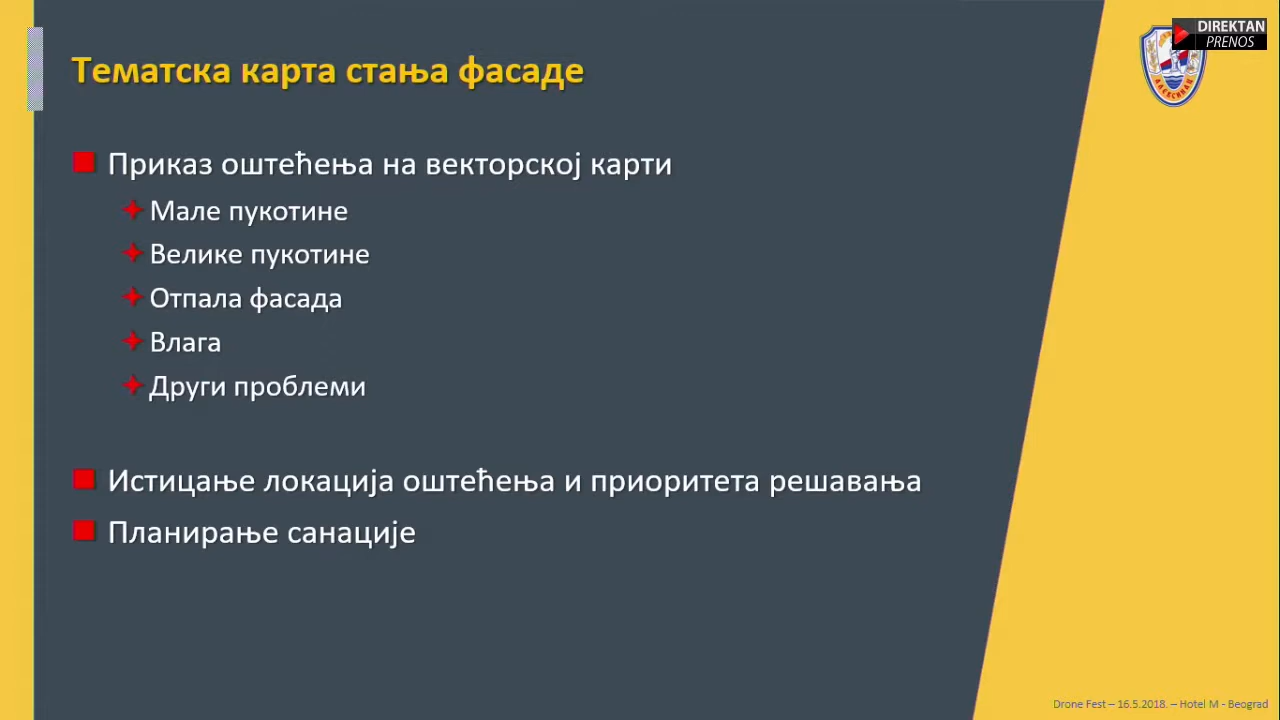 DIREKTAN
PRENOS
Тематска карта стања фасаде
Приказ оштећења на векторској карти
Мале пукотине
Велике пукотине
Отпала фасада
Влага
Други проблеми
Истицање локација оштећења и приоритета решавања
Планирање санације
Drone Fest – 16.5.2018. – Hotel M - Beograd